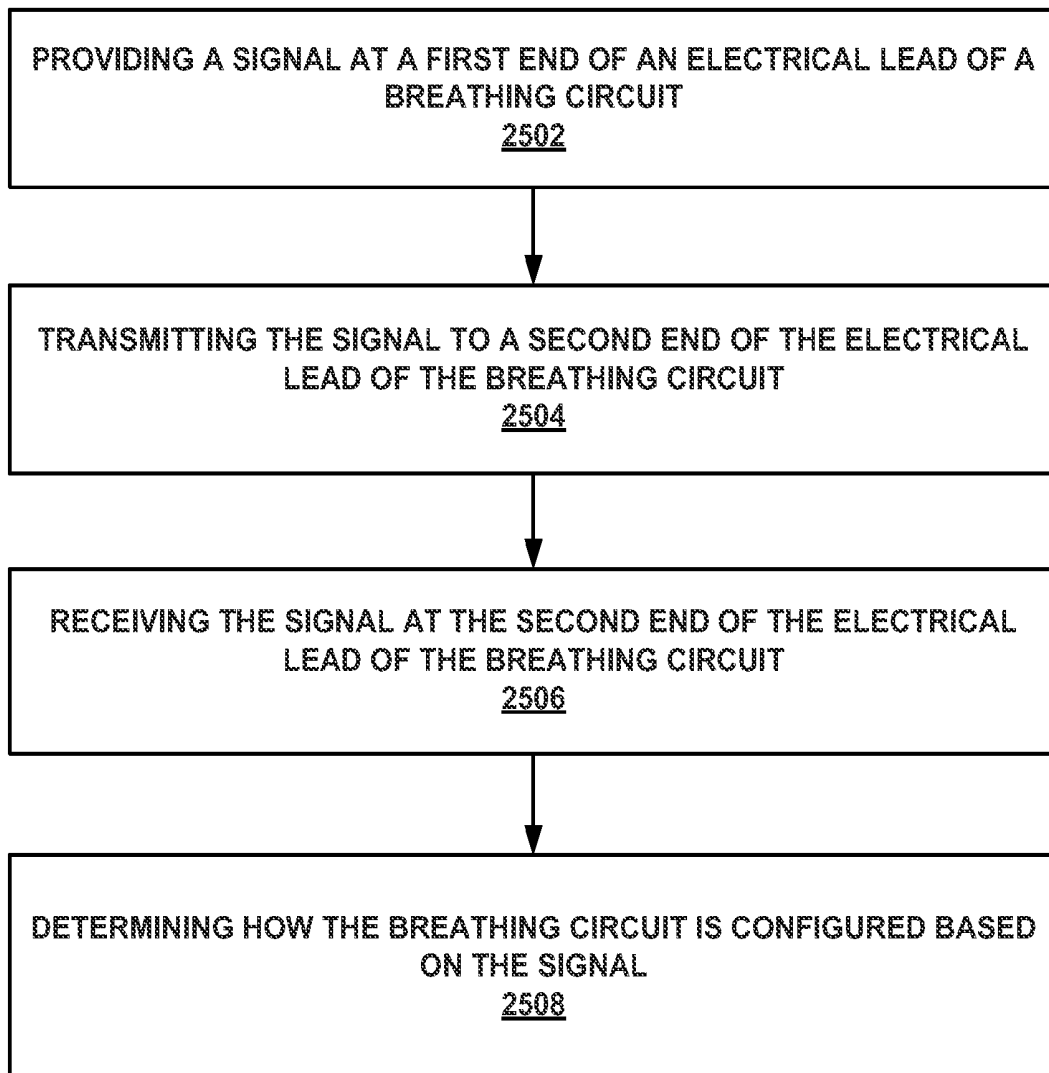 PROVIDING A SIGNAL AT A FIRST END OF AN ELECTRICAL LEAD OF A
BREATHING CIRCUIT
2502
TRANSMITTING THE SIGNAL TO A SECOND END OF THE ELECTRICAL
LEAD OF THE BREATHING CIRCUIT
2504
RECEIVING THE SIGNAL AT THE SECOND END OF THE ELECTRICAL
LEAD OF THE BREATHING CIRCUIT
2506
DETERMINING HOW THE BREATHING CIRCUIT IS CONFIGURED BASED
ON THE SIGNAL
2508